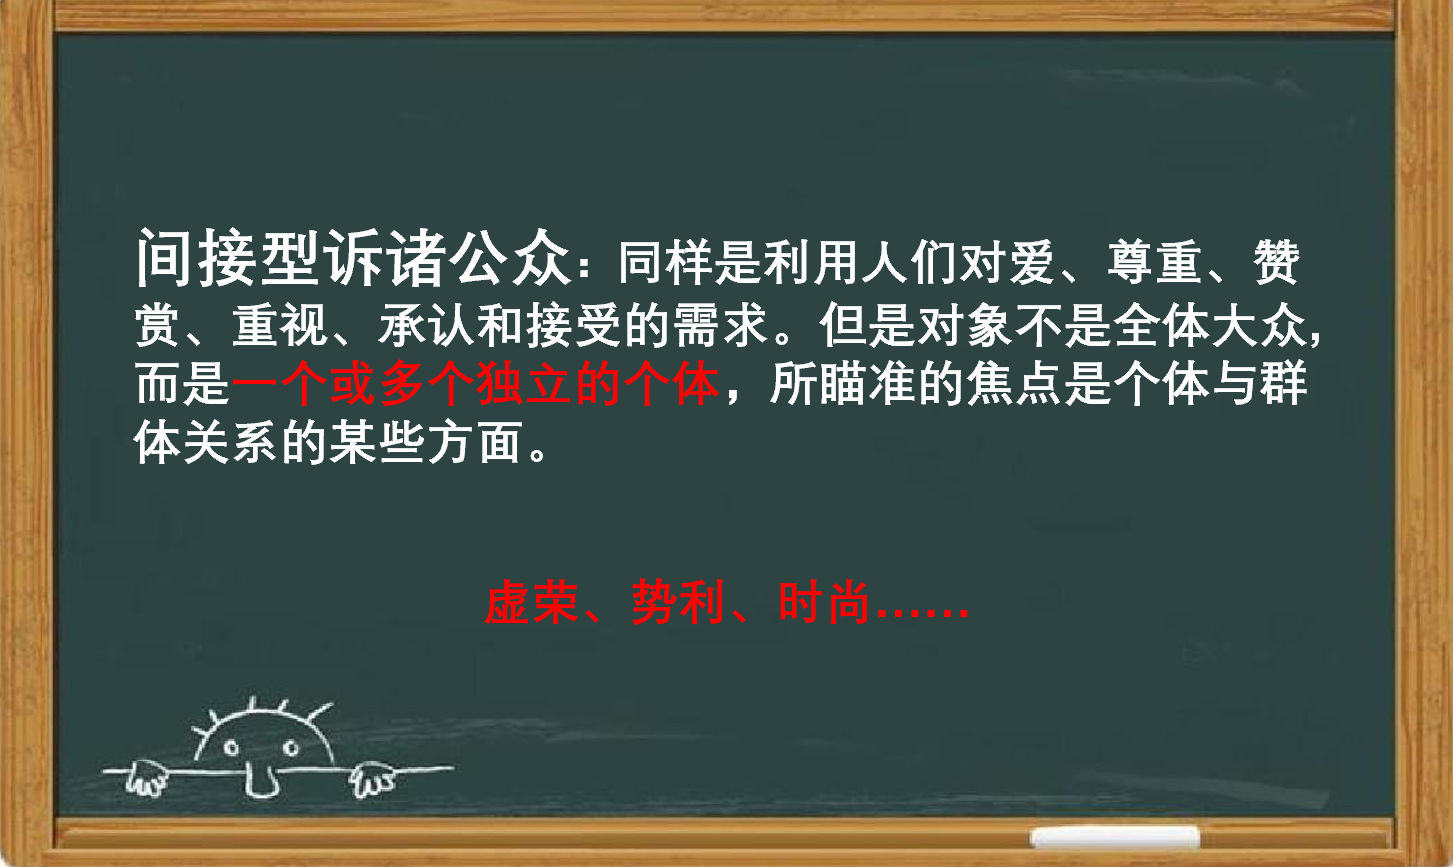 间接型诉诸公众：同样是利用人们对爱、尊重、赞
赏、重视、承认和接受的需求。但是对象不是全体大众，
而是一个或多个独立的个体，所瞄准的焦点是个体与群
体关系的某些方面。
虚荣、势利、时尚……